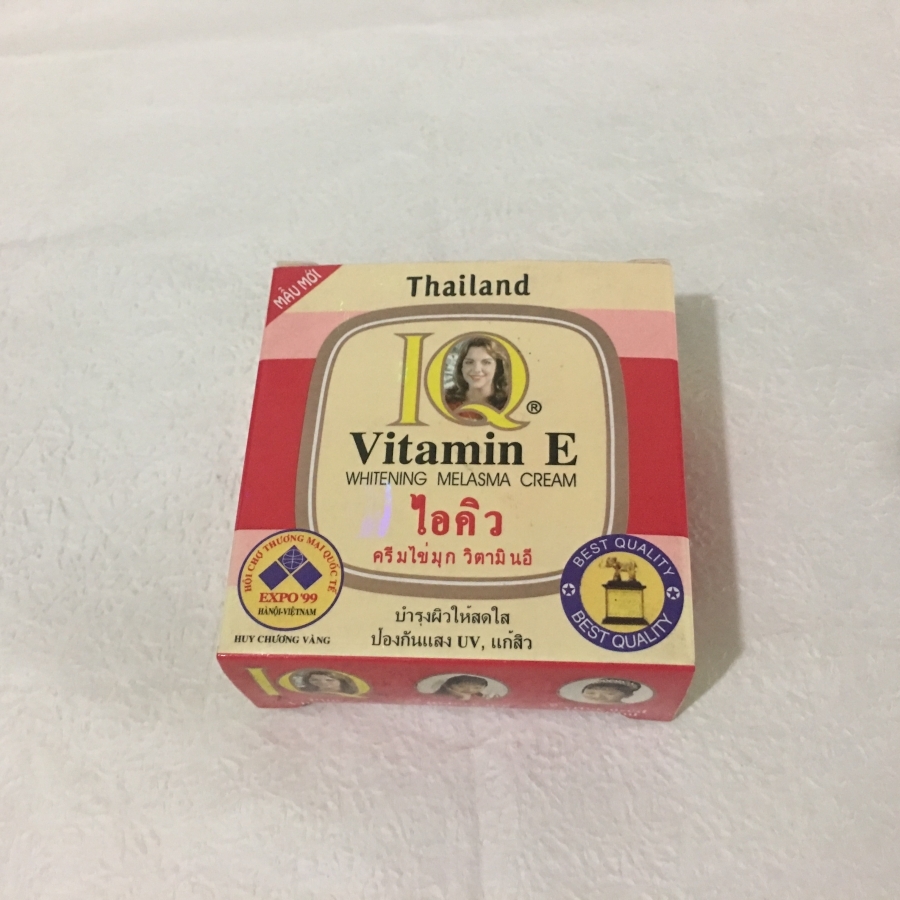 MẪU MỚI
Thailand
IQ®
Vitamin E
WHITENING MELASMA CREAM
ไอคิว
ครีมไข่มุก วิตามินอี
HỘI CHỢ THƯƠNG MẠI QUỐC TẾ
EXPO '99
HÀNỘI-VIỆTNAM
HUY CHƯƠNG VÀNG
บำรุงผิวให้สดใส
ป้องกันแสง UV, แก้สิว
BEST QUALITY
BEST QUALITY
IQ